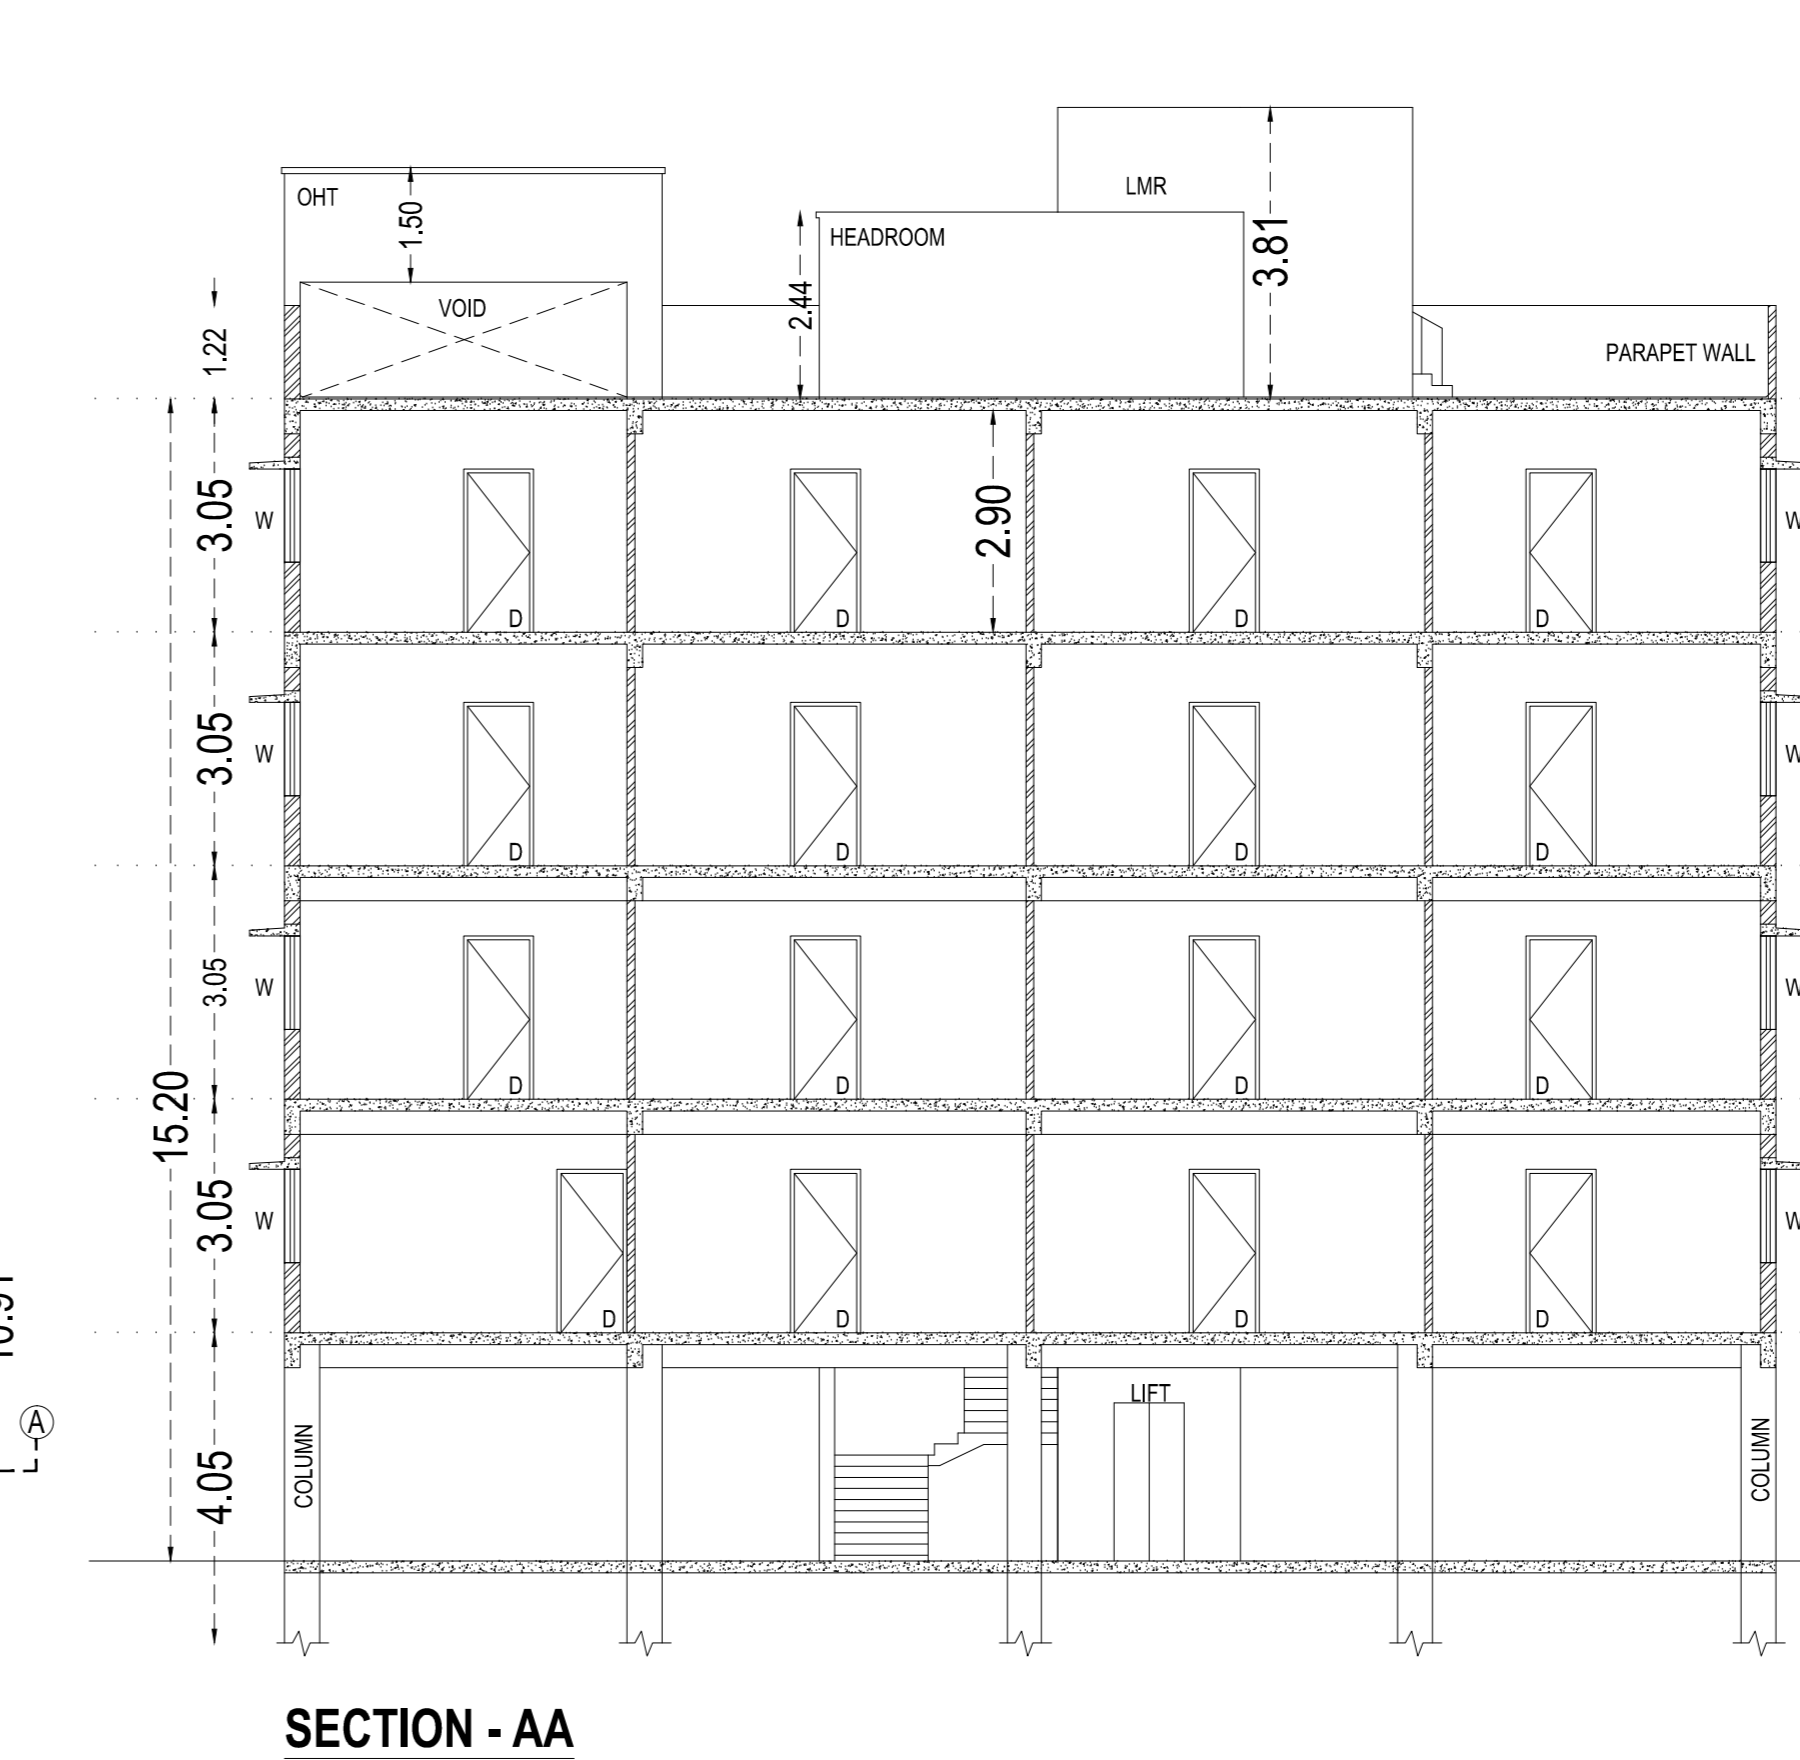 LMR
OHT
1.50
HEADROOM
3.81
2.44
VOID
1.22
PARAPET WALL
3.05
W
2.90
W
D
D
D
D
3.05
W
W
D
D
D
D
3.05
W
W
D
D
D
D
15.20
3.05
W
W
D
D
D
D
LIFT
A
COLUMN
COLUMN
4.05
SECTION - AA